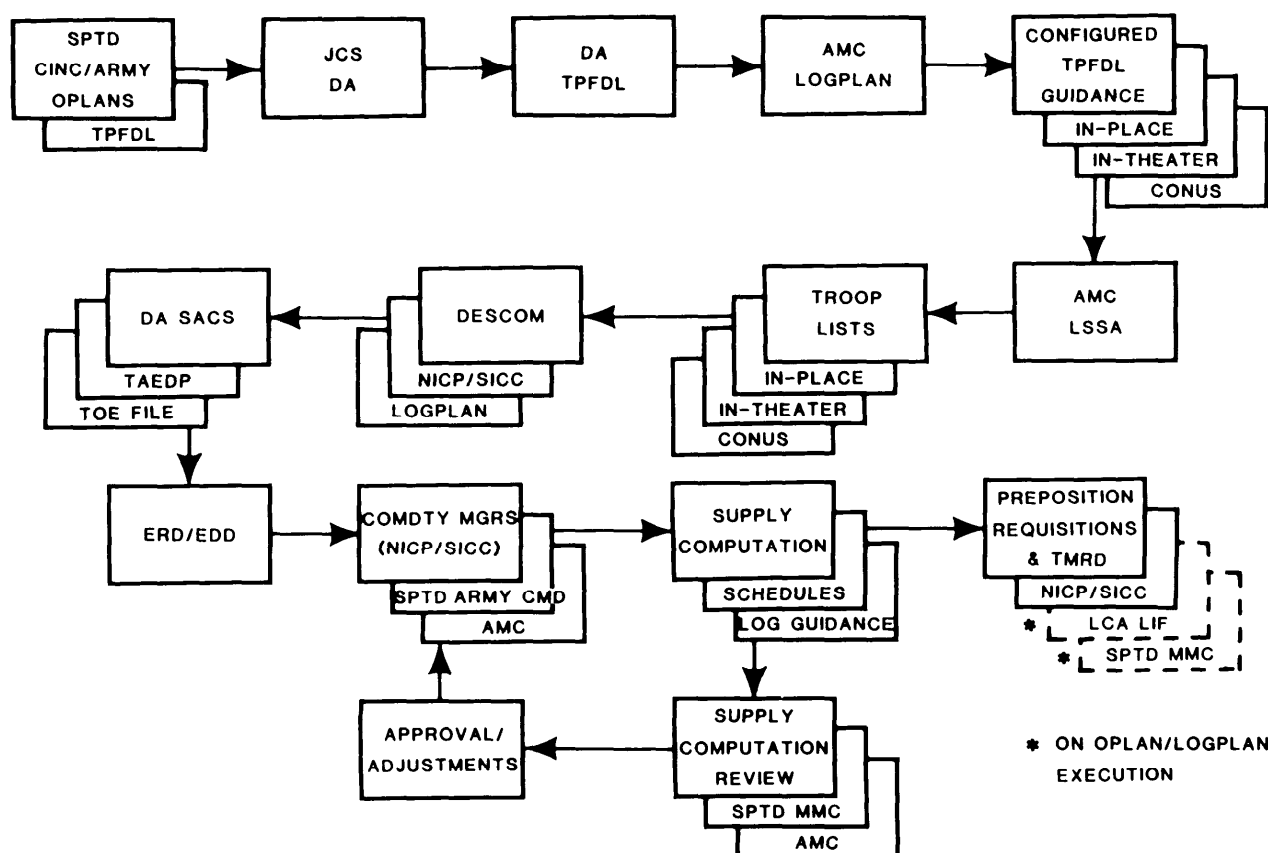 SPTD
CINC/ARMY
OPLANS
TPFDL
JCS
DA
DA
TPFDL
AMC
LOGPLAN
CONFIGURED
TPFDL
GUIDANCE
IN-PLACE
IN-THEATER
CONUS
AMC
LSSA
TROOP
LISTS
IN-PLACE
IN-THEATER
CONUS
DESCOM
NICP/SICC
LOGPLAN
DA SACS
TAEDP
TOE FILE
ERD/EDD
COMDTY MGRS
(NICP/SICC)
SPTD ARMY CMD
AMC
SUPPLY
COMPUTATION
SCHEDULES
LOG GUIDANCE
PREPOSITION
REQUISITIONS
& TMRD
NICP/SICC
* LCA LIF
* SPTD MMC
SUPPLY
COMPUTATION
REVIEW
SPTD MMC
AMC
APPROVAL/
ADJUSTMENTS
* ON OPLAN/LOGPLAN
EXECUTION